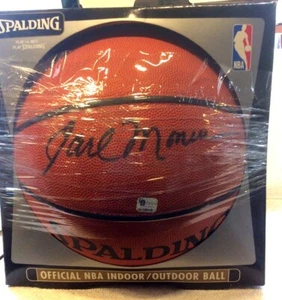 SPALDING
NBA
Earl Monroe
SPALDING
OFFICIAL NBA INDOOR/OUTDOOR BALL